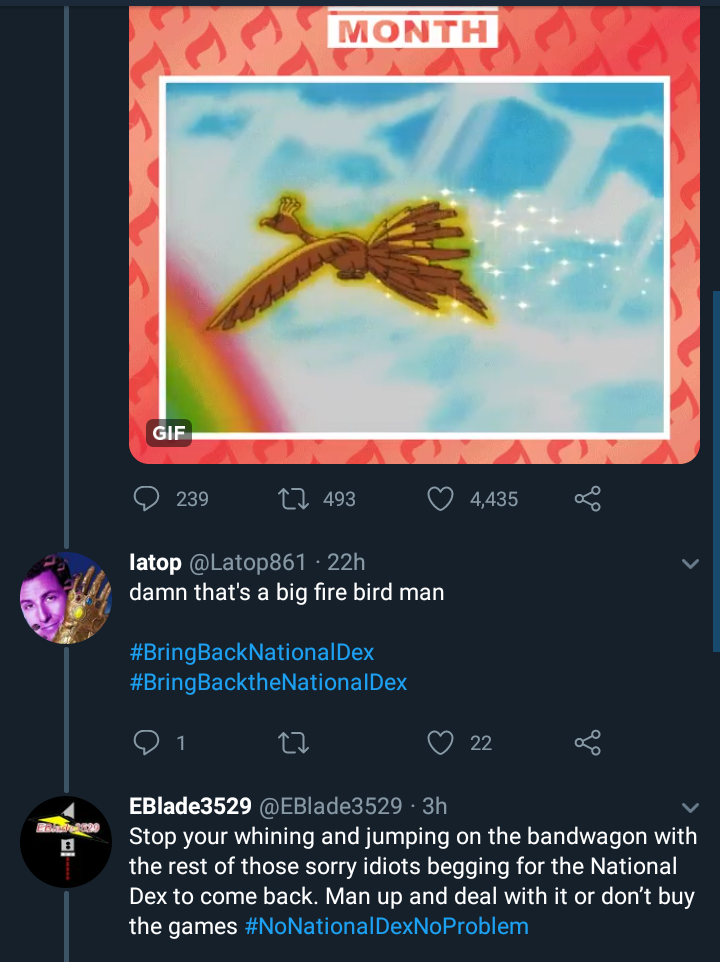 MONTH
GIF
239 493 4,435
latop @Latop861 · 22h
damn that's a big fire bird man
#BringBackNationalDex
#BringBacktheNationalDex
1 22
EBlade3529 @EBlade3529 · 3h
EBlade3529
Stop your whining and jumping on the bandwagon with
the rest of those sorry idiots begging for the National
Dex to come back. Man up and deal with it or don’t buy
the games #NoNationalDexNoProblem